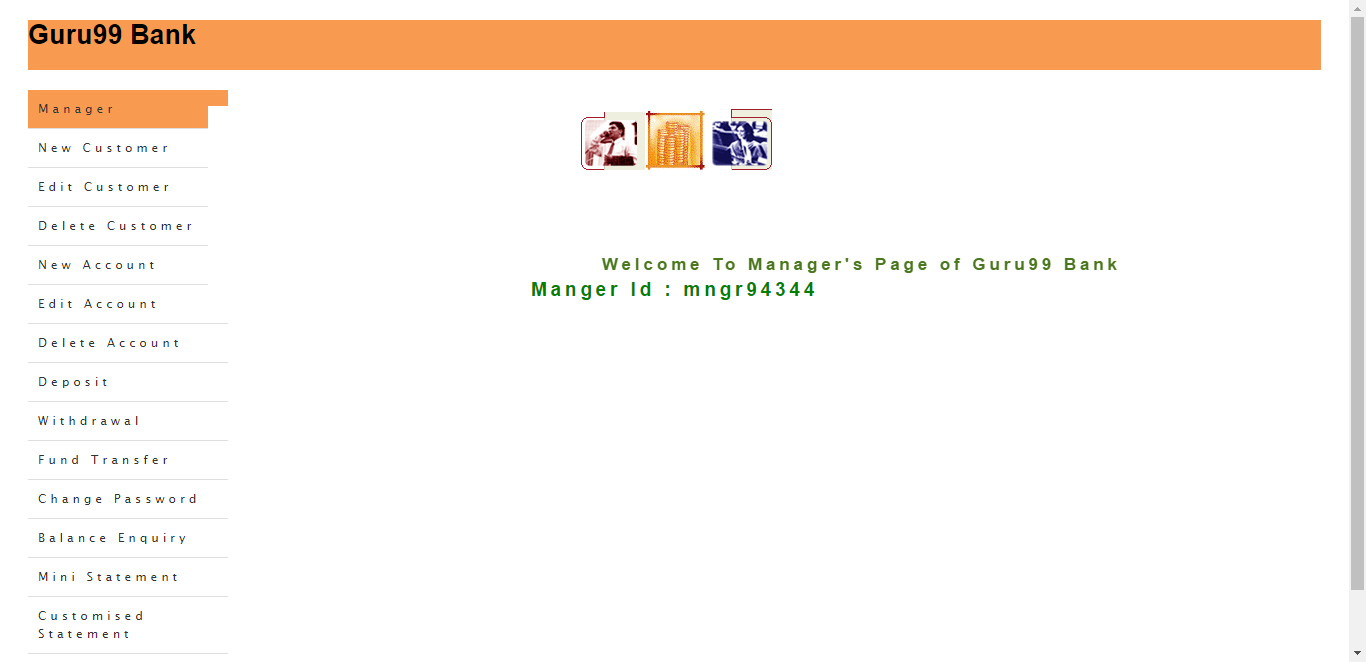 Guru99 Bank
Manager
New Customer
Edit Customer
Delete Customer
New Account
Edit Account
Delete Account
Deposit
Withdrawal
Fund Transfer
Change Password
Balance Enquiry
Mini Statement
Customised
Statement
Welcome To Manager's Page of Guru99 Bank
Manger Id : mngr94344